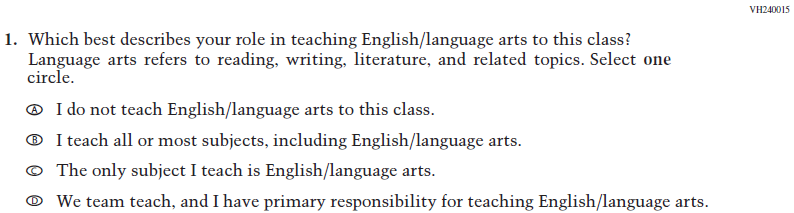 VH240015
1. Which best describes your role in teaching English/language arts to this class?
Language arts refers to reading, writing, literature, and related topics. Select one
circle.
Ⓐ I do not teach English/language arts to this class.
Ⓑ I teach all or most subjects, including English/language arts.
Ⓒ The only subject I teach is English/language arts.
Ⓓ We team teach, and I have primary responsibility for teaching English/language arts.